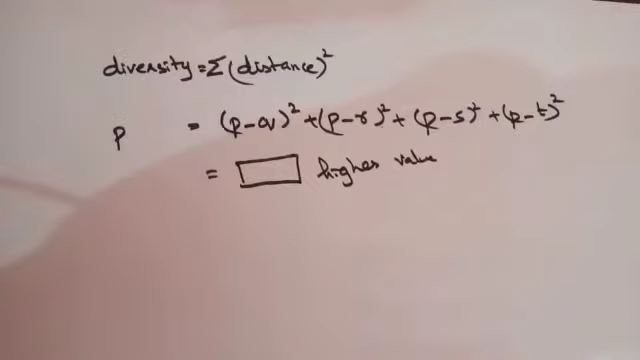 diversity = Σ (distance)²
p = (p-q)² + (p-r)² + (p-s)² + (p-t)²
= higher value